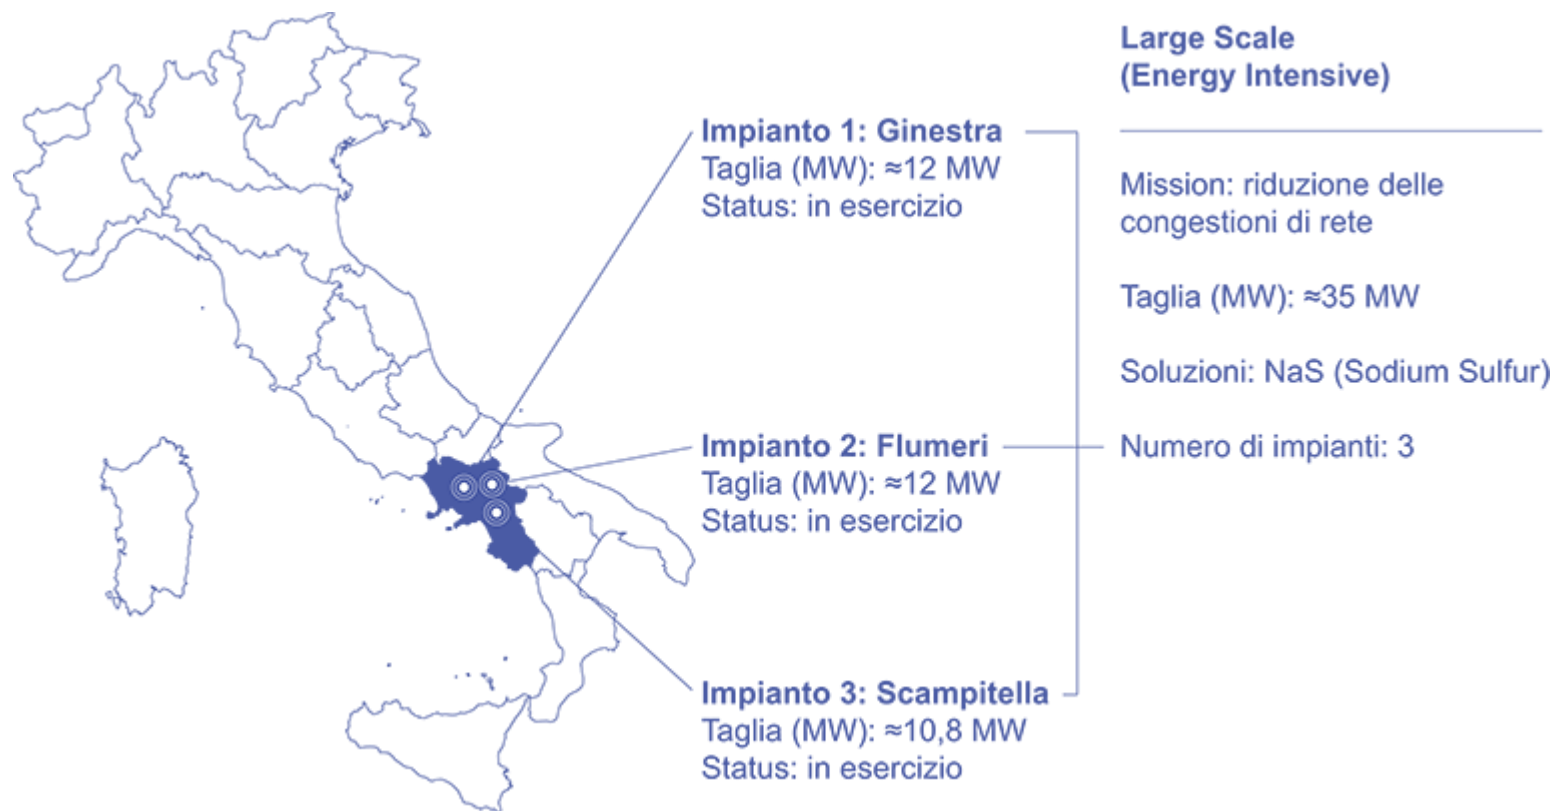 Impianto 1: Ginestra
Taglia (MW): ≈12 MW
Status: in esercizio
Impianto 2: Flumeri
Taglia (MW): ≈12 MW
Status: in esercizio
Impianto 3: Scampitella
Taglia (MW): ≈10,8 MW
Status: in esercizio
Large Scale
(Energy Intensive)
Mission: riduzione delle
congestioni di rete
Taglia (MW): ≈35 MW
Soluzioni: NaS (Sodium Sulfur)
Numero di impianti: 3